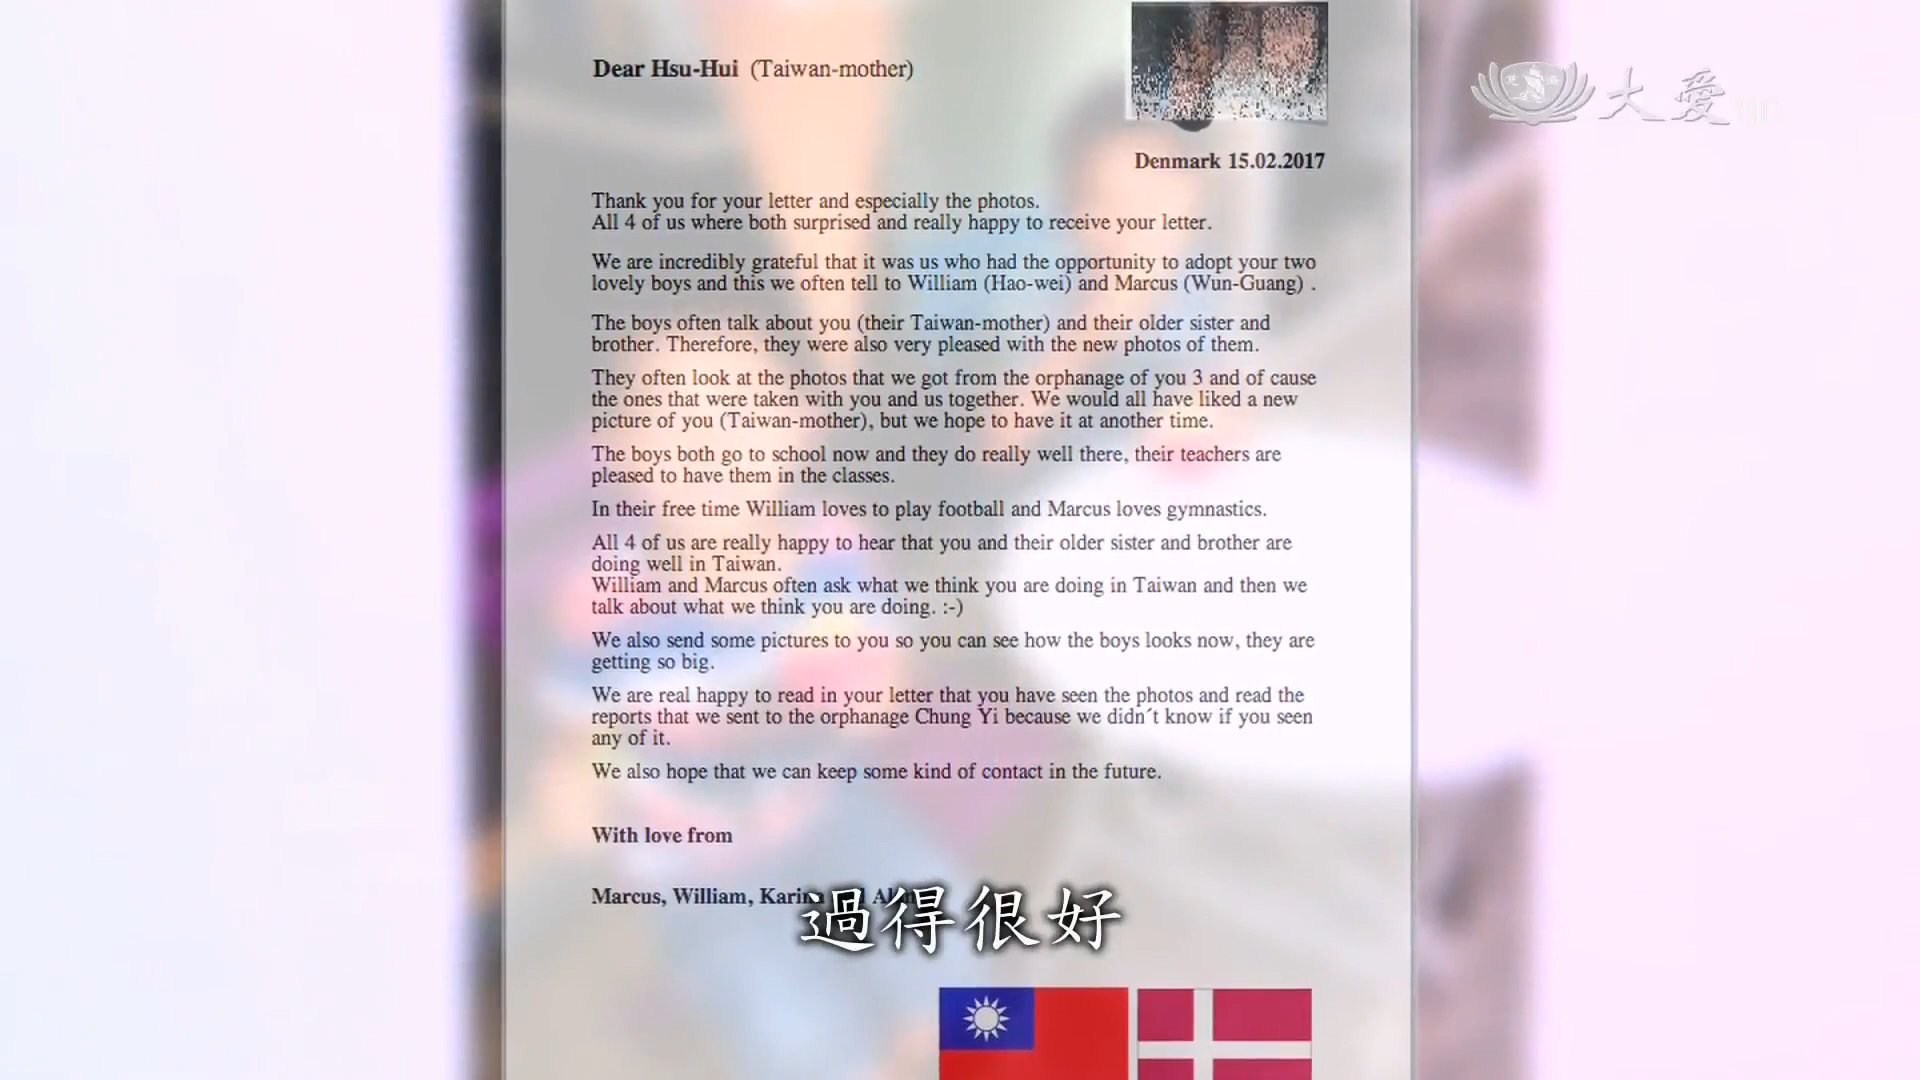 大愛
Dear Hsu-Hui (Taiwan-mother)
Denmark 15.02.2017
Thank you for your letter and especially the photos.
All 4 of us where both surprised and really happy to receive your letter.
We are incredibly grateful that it was us who had the opportunity to adopt your two
lovely boys and this we often tell to William (Hao-wei) and Marcus (Wun-Guang) .
The boys often talk about you (their Taiwan-mother) and their older sister and
brother. Therefore, they were also very pleased with the new photos of them.
They often look at the photos that we got from the orphanage of you 3 and of cause
the ones that were taken with you and us together. We would all have liked a new
picture of you (Taiwan-mother), but we hope to have it at another time.
The boys both go to school now and they do really well there, their teachers are
pleased to have them in the classes.
In their free time William loves to play football and Marcus loves gymnastics.
All 4 of us are really happy to hear that you and their older sister and brother are
doing well in Taiwan.
William and Marcus often ask what we think you are doing in Taiwan and then we
talk about what we think you are doing. :-)
We also send some pictures to you so you can see how the boys looks now, they are
getting so big.
We are real happy to read in your letter that you have seen the photos and read the
reports that we sent to the orphanage Chung Yi because we didn´t know if you seen
any of it.
We also hope that we can keep some kind of contact in the future.
With love from
Marcus, William,
過得很好